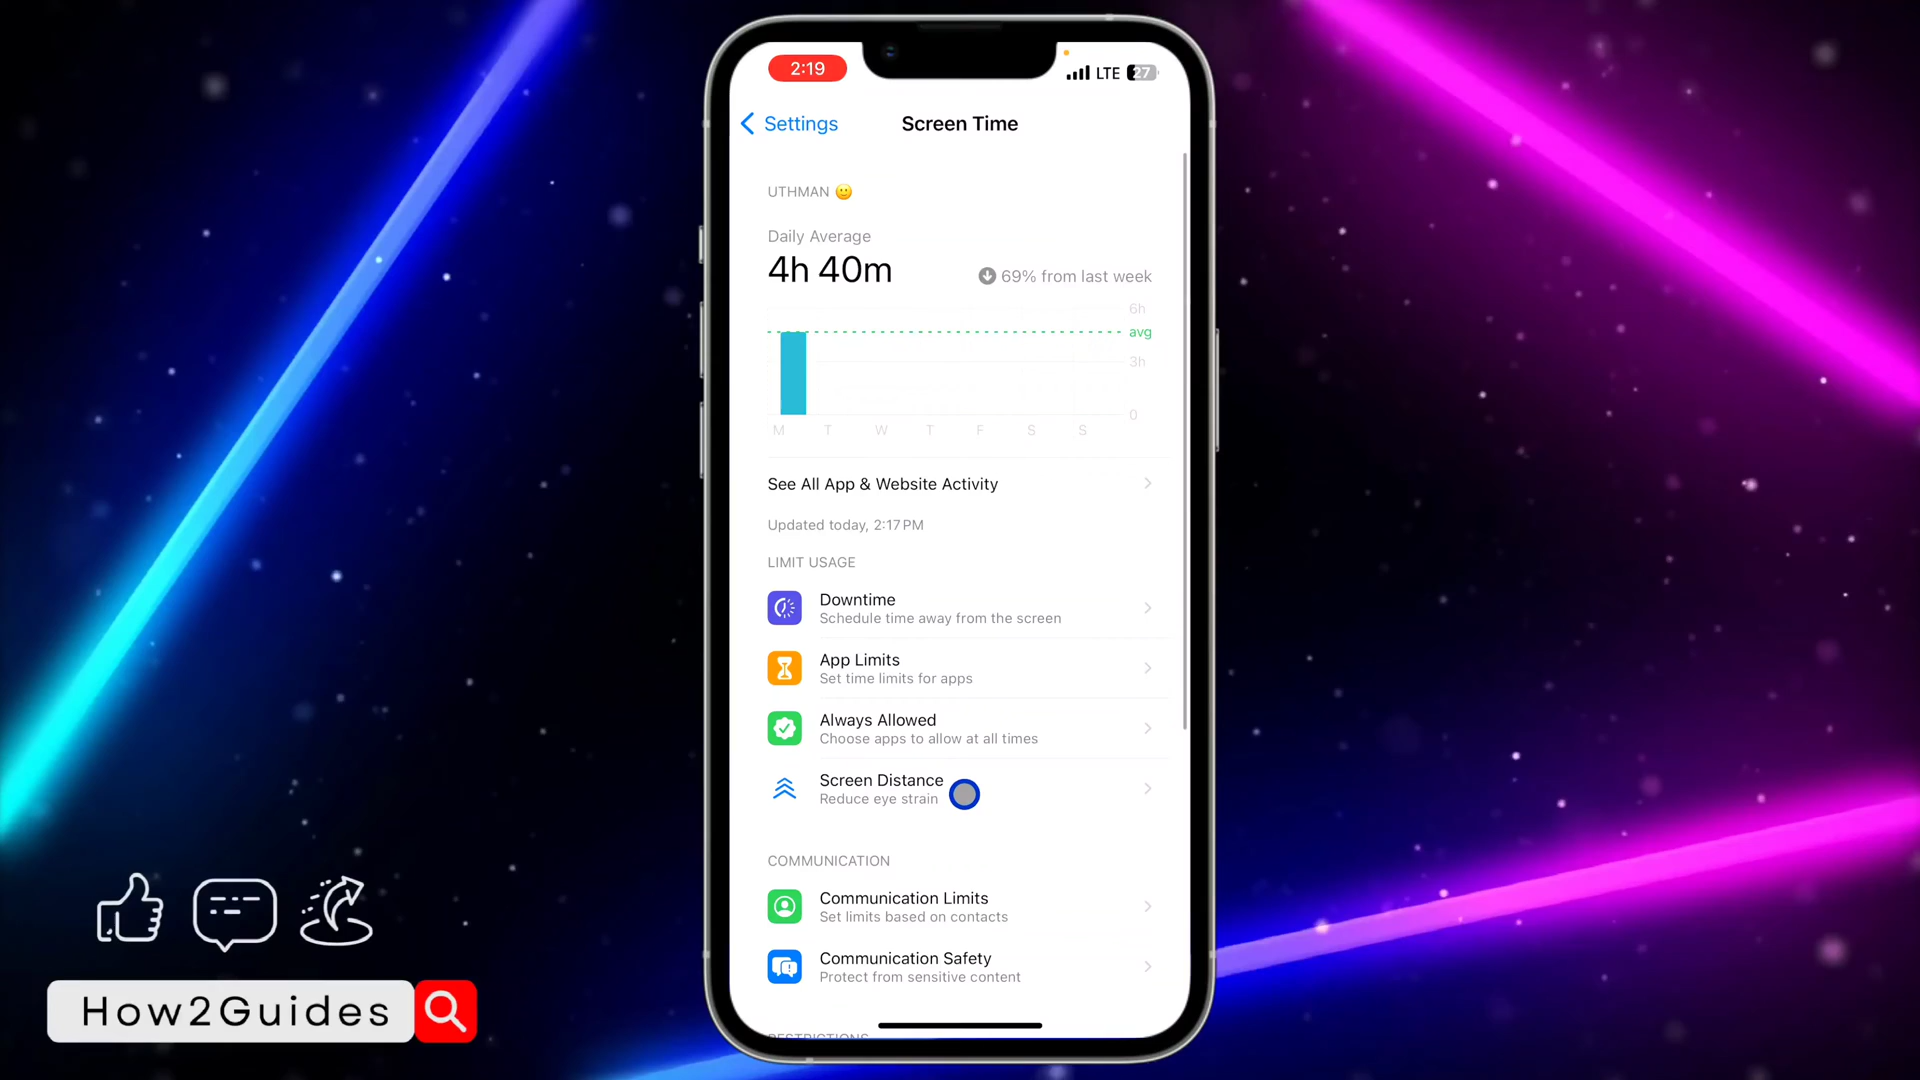 2:19
LTE 27
Settings
Screen Time
UTHMAN 🙂
Daily Average
4h 40m
69% from last week
6h
avg
3h
0
M T W T F S S
See All App & Website Activity
Updated today, 2:17 PM
LIMIT USAGE
Downtime
Schedule time away from the screen
App Limits
Set time limits for apps
Always Allowed
Choose apps to allow at all times
Screen Distance
Reduce eye strain
COMMUNICATION
Communication Limits
Set limits based on contacts
Communication Safety
Protect from sensitive content
RESTRICTIONS
How2Guides